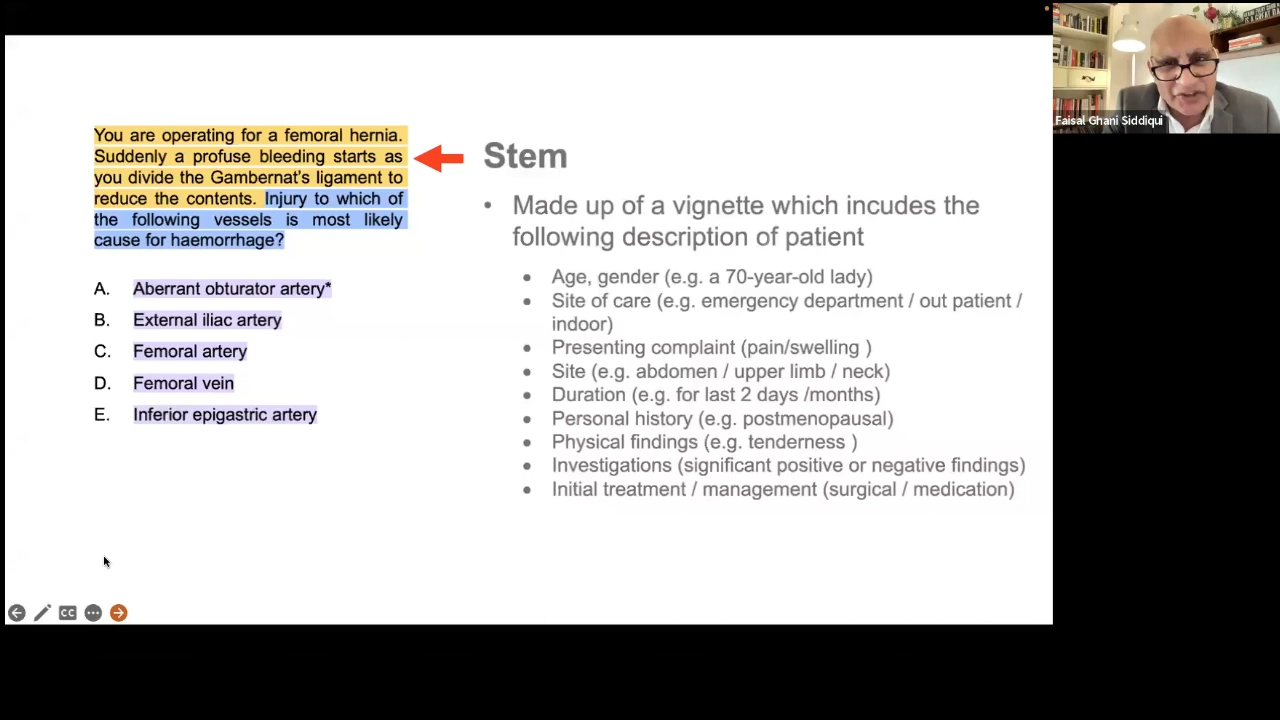 You are operating for a femoral hernia.
Suddenly a profuse bleeding starts as
you divide the Gambernat's ligament to
reduce the contents. Injury to which of
the following vessels is most likely
cause for haemorrhage?
A. Aberrant obturator artery*
B. External iliac artery
C. Femoral artery
D. Femoral vein
E. Inferior epigastric artery
Stem
• Made up of a vignette which incudes the
following description of patient
• Age, gender (e.g. a 70-year-old lady)
• Site of care (e.g. emergency department / out patient /
indoor)
• Presenting complaint (pain/swelling )
• Site (e.g. abdomen / upper limb / neck)
• Duration (e.g. for last 2 days /months)
• Personal history (e.g. postmenopausal)
• Physical findings (e.g. tenderness )
• Investigations (significant positive or negative findings)
• Initial treatment / management (surgical / medication)
CC
Faisal Ghani Siddiqui